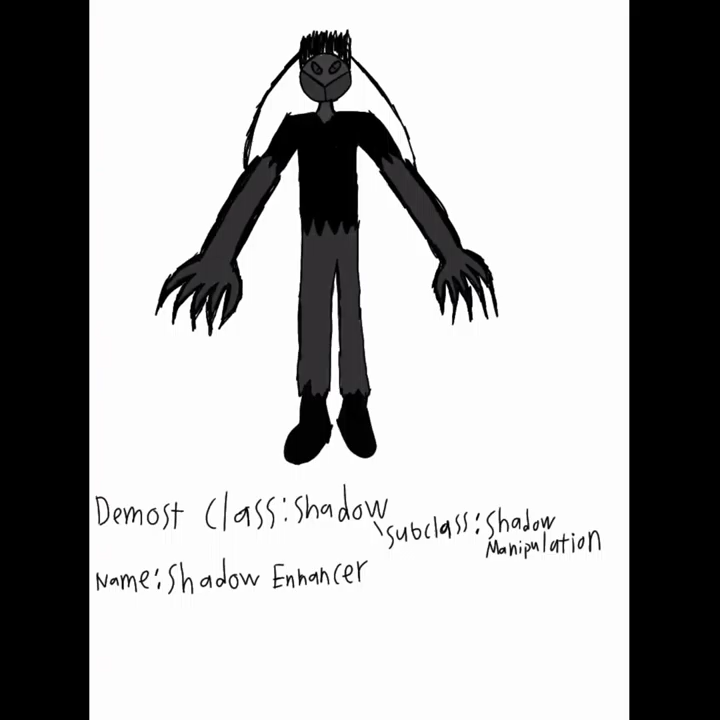 Demost Class: Shadow
\Subclass: Shadow
Manipulation
Name: Shadow Enhancer